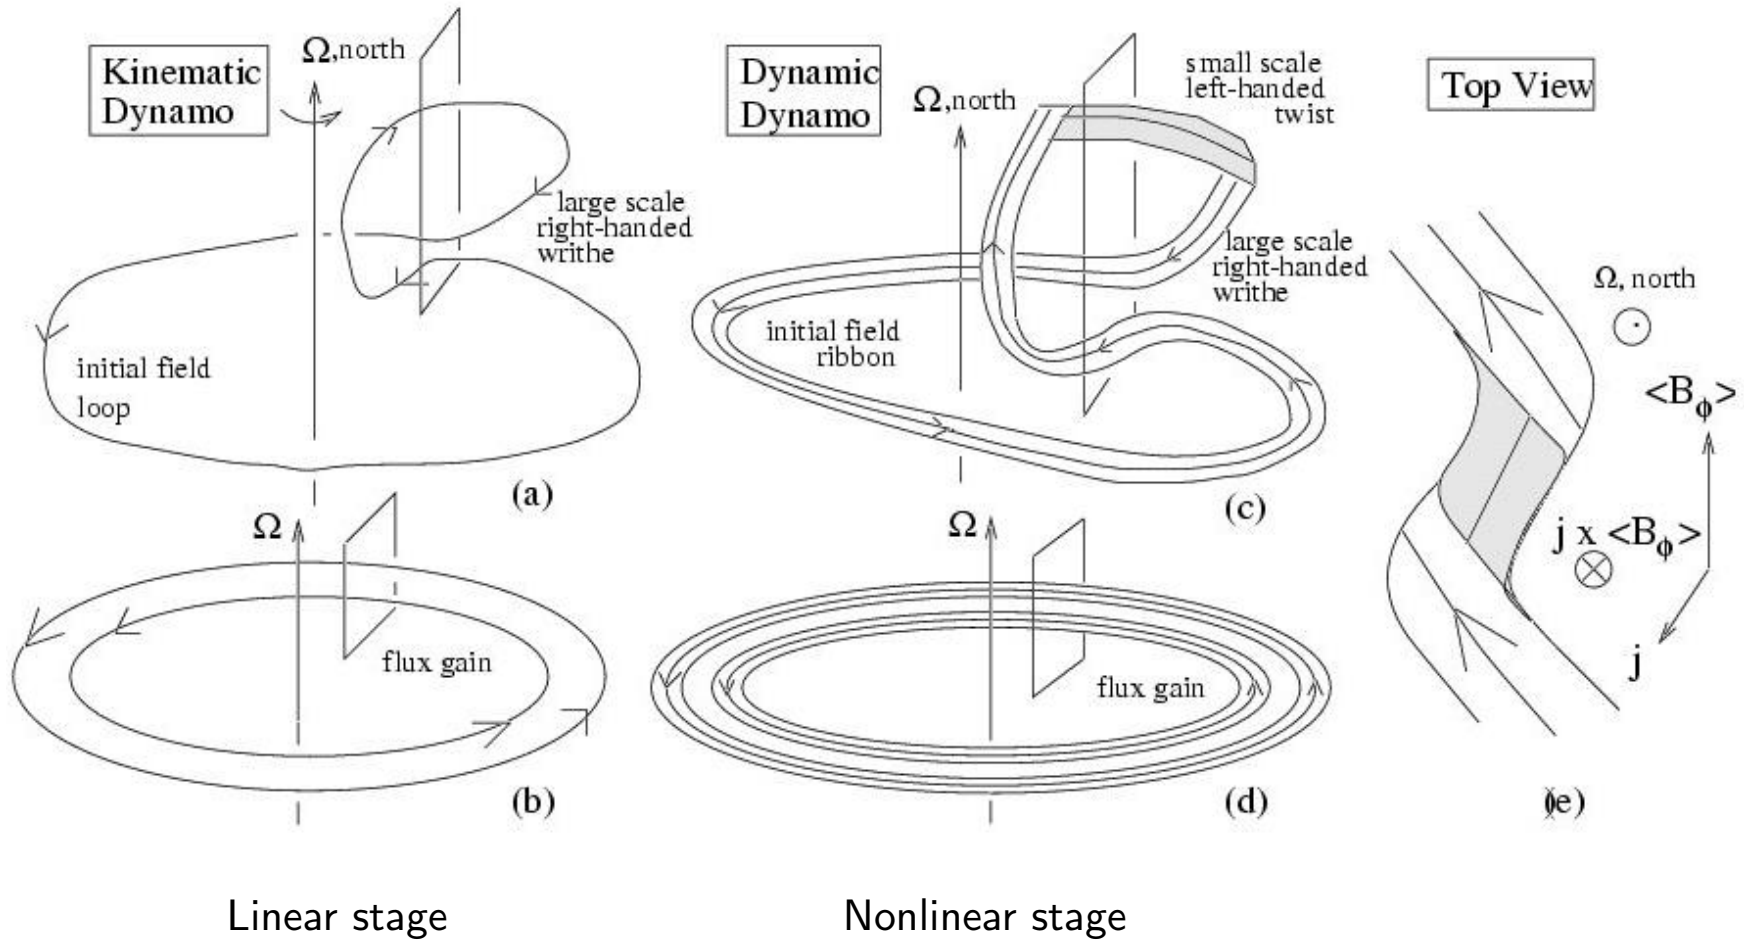 Kinematic
Dynamo
Ω,north
large scale
right-handed
writhe
initial field
loop
(a)
Ω
flux gain
(b)
Linear stage
Dynamic
Dynamo
Ω,north
small scale
left-handed
twist
large scale
right-handed
writhe
initial field
ribbon
(c)
Ω
flux gain
(d)
Nonlinear stage
Top View
Ω, north
<B_ϕ>
j x <B_ϕ>
j
(e)